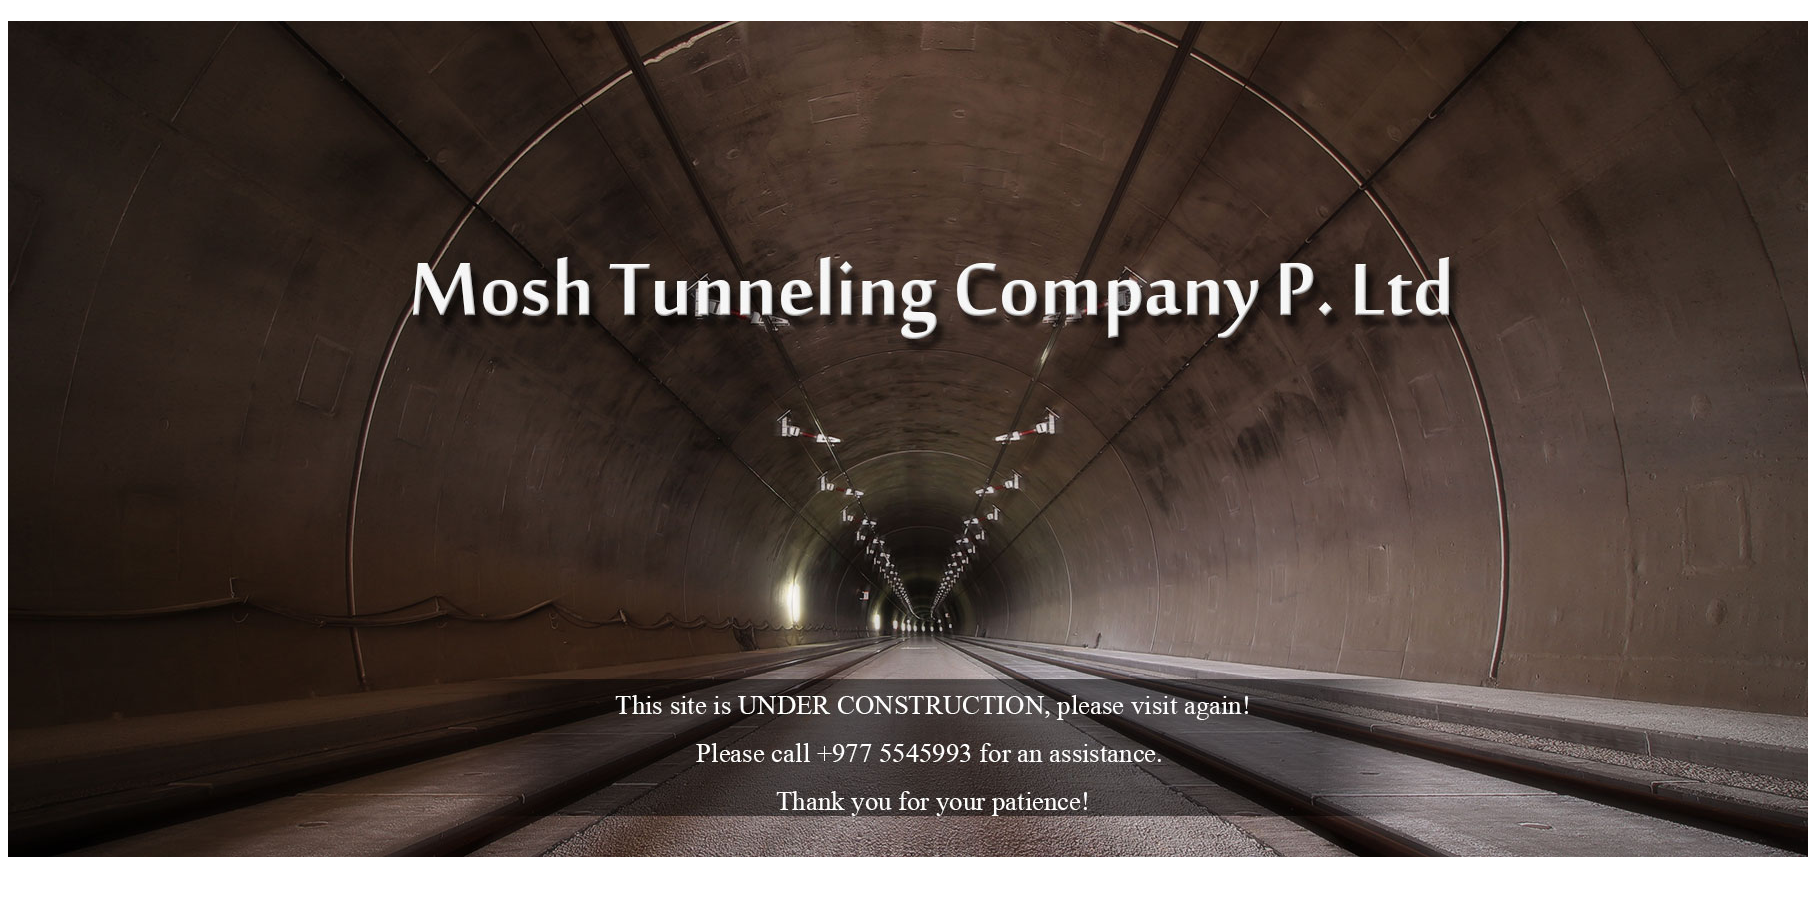 Mosh Tunneling Company P. Ltd
This site is UNDER CONSTRUCTION, please visit again!
Please call +977 5545993 for an assistance.
Thank you for your patience!